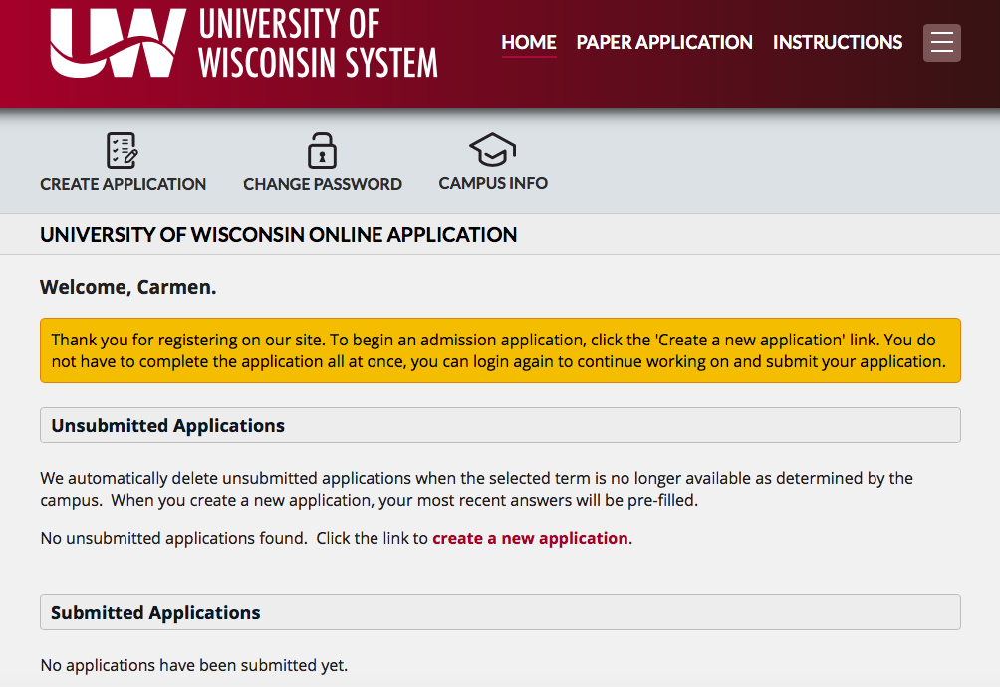 UW UNIVERSITY OF
WISCONSIN SYSTEM
HOME PAPER APPLICATION INSTRUCTIONS
CREATE APPLICATION CHANGE PASSWORD CAMPUS INFO
UNIVERSITY OF WISCONSIN ONLINE APPLICATION
Welcome, Carmen.
Thank you for registering on our site. To begin an admission application, click the 'Create a new application' link. You do
not have to complete the application all at once, you can login again to continue working on and submit your application.
Unsubmitted Applications
We automatically delete unsubmitted applications when the selected term is no longer available as determined by the
campus.  When you create a new application, your most recent answers will be pre-filled.
No unsubmitted applications found.  Click the link to create a new application.
Submitted Applications
No applications have been submitted yet.